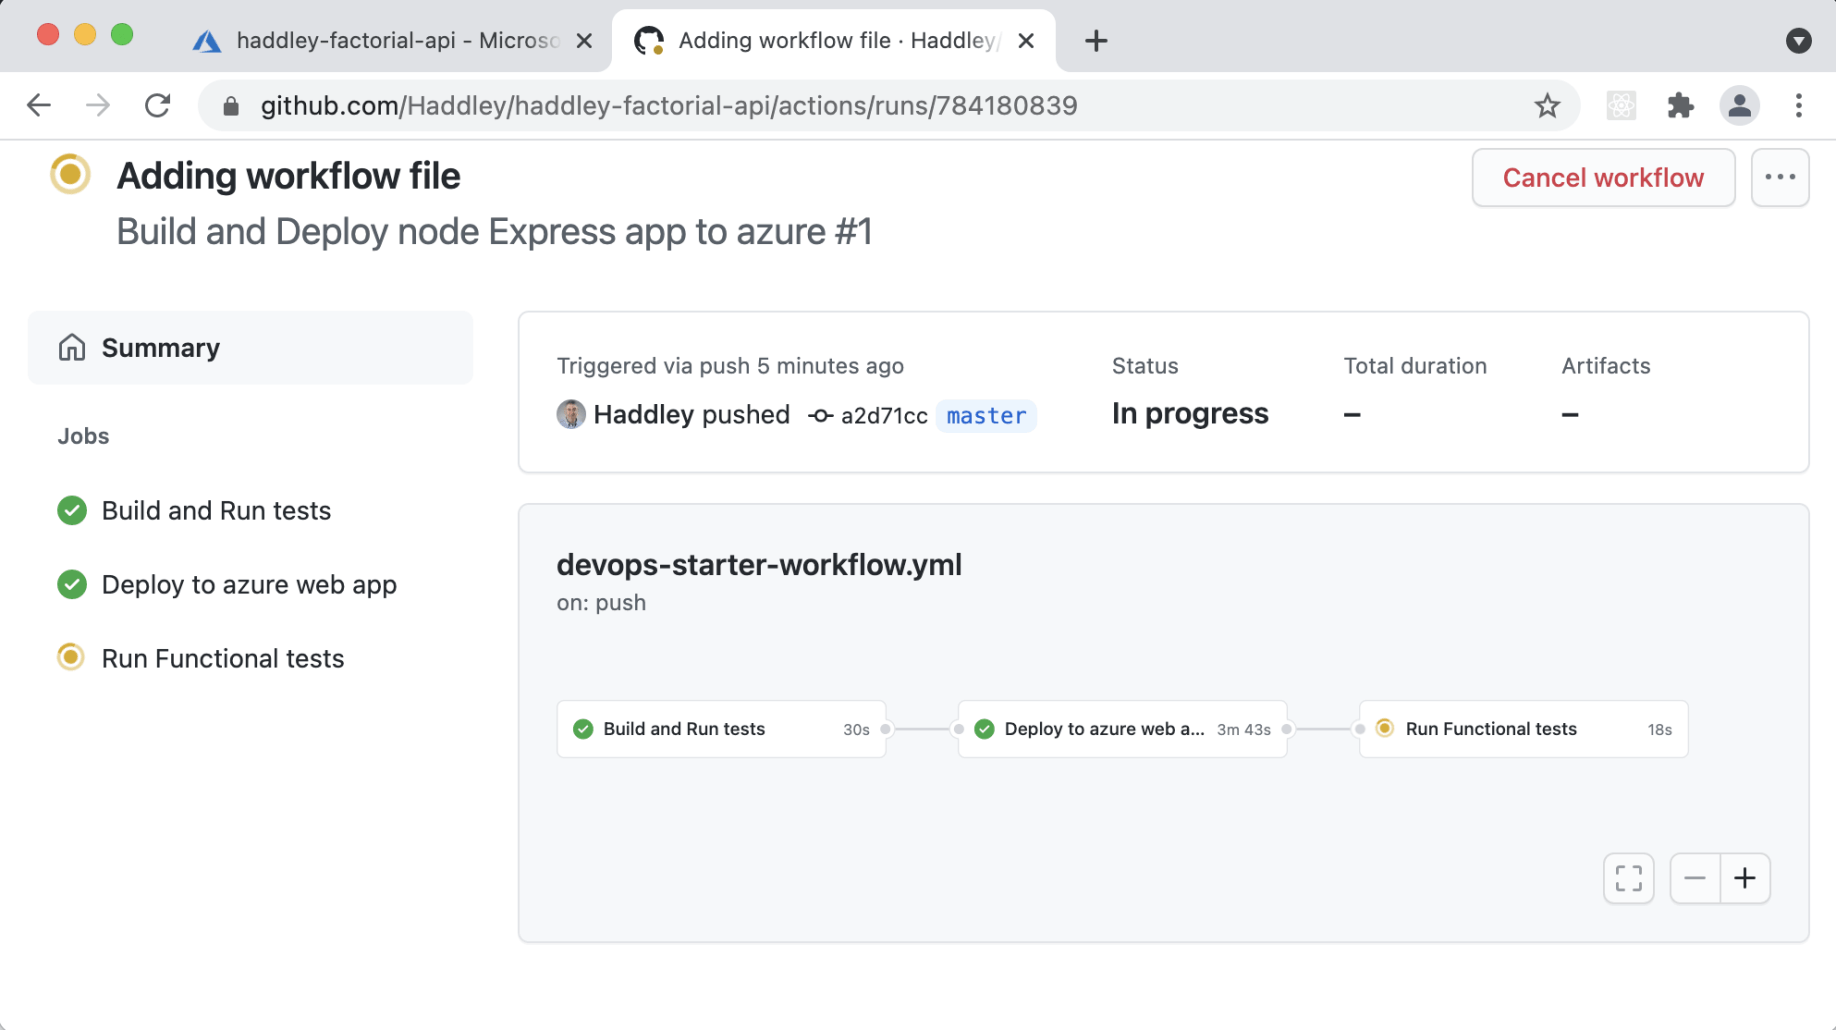 haddley-factorial-api - Microso
Adding workflow file · Haddley/
github.com/Haddley/haddley-factorial-api/actions/runs/784180839
Adding workflow file
Cancel workflow
Build and Deploy node Express app to azure #1
Summary
Triggered via push 5 minutes ago
Status
Total duration
Artifacts
Haddley pushed a2d71cc master
In progress
–
–
Jobs
Build and Run tests
Deploy to azure web app
Run Functional tests
devops-starter-workflow.yml
on: push
Build and Run tests 30s
Deploy to azure web a... 3m 43s
Run Functional tests 18s